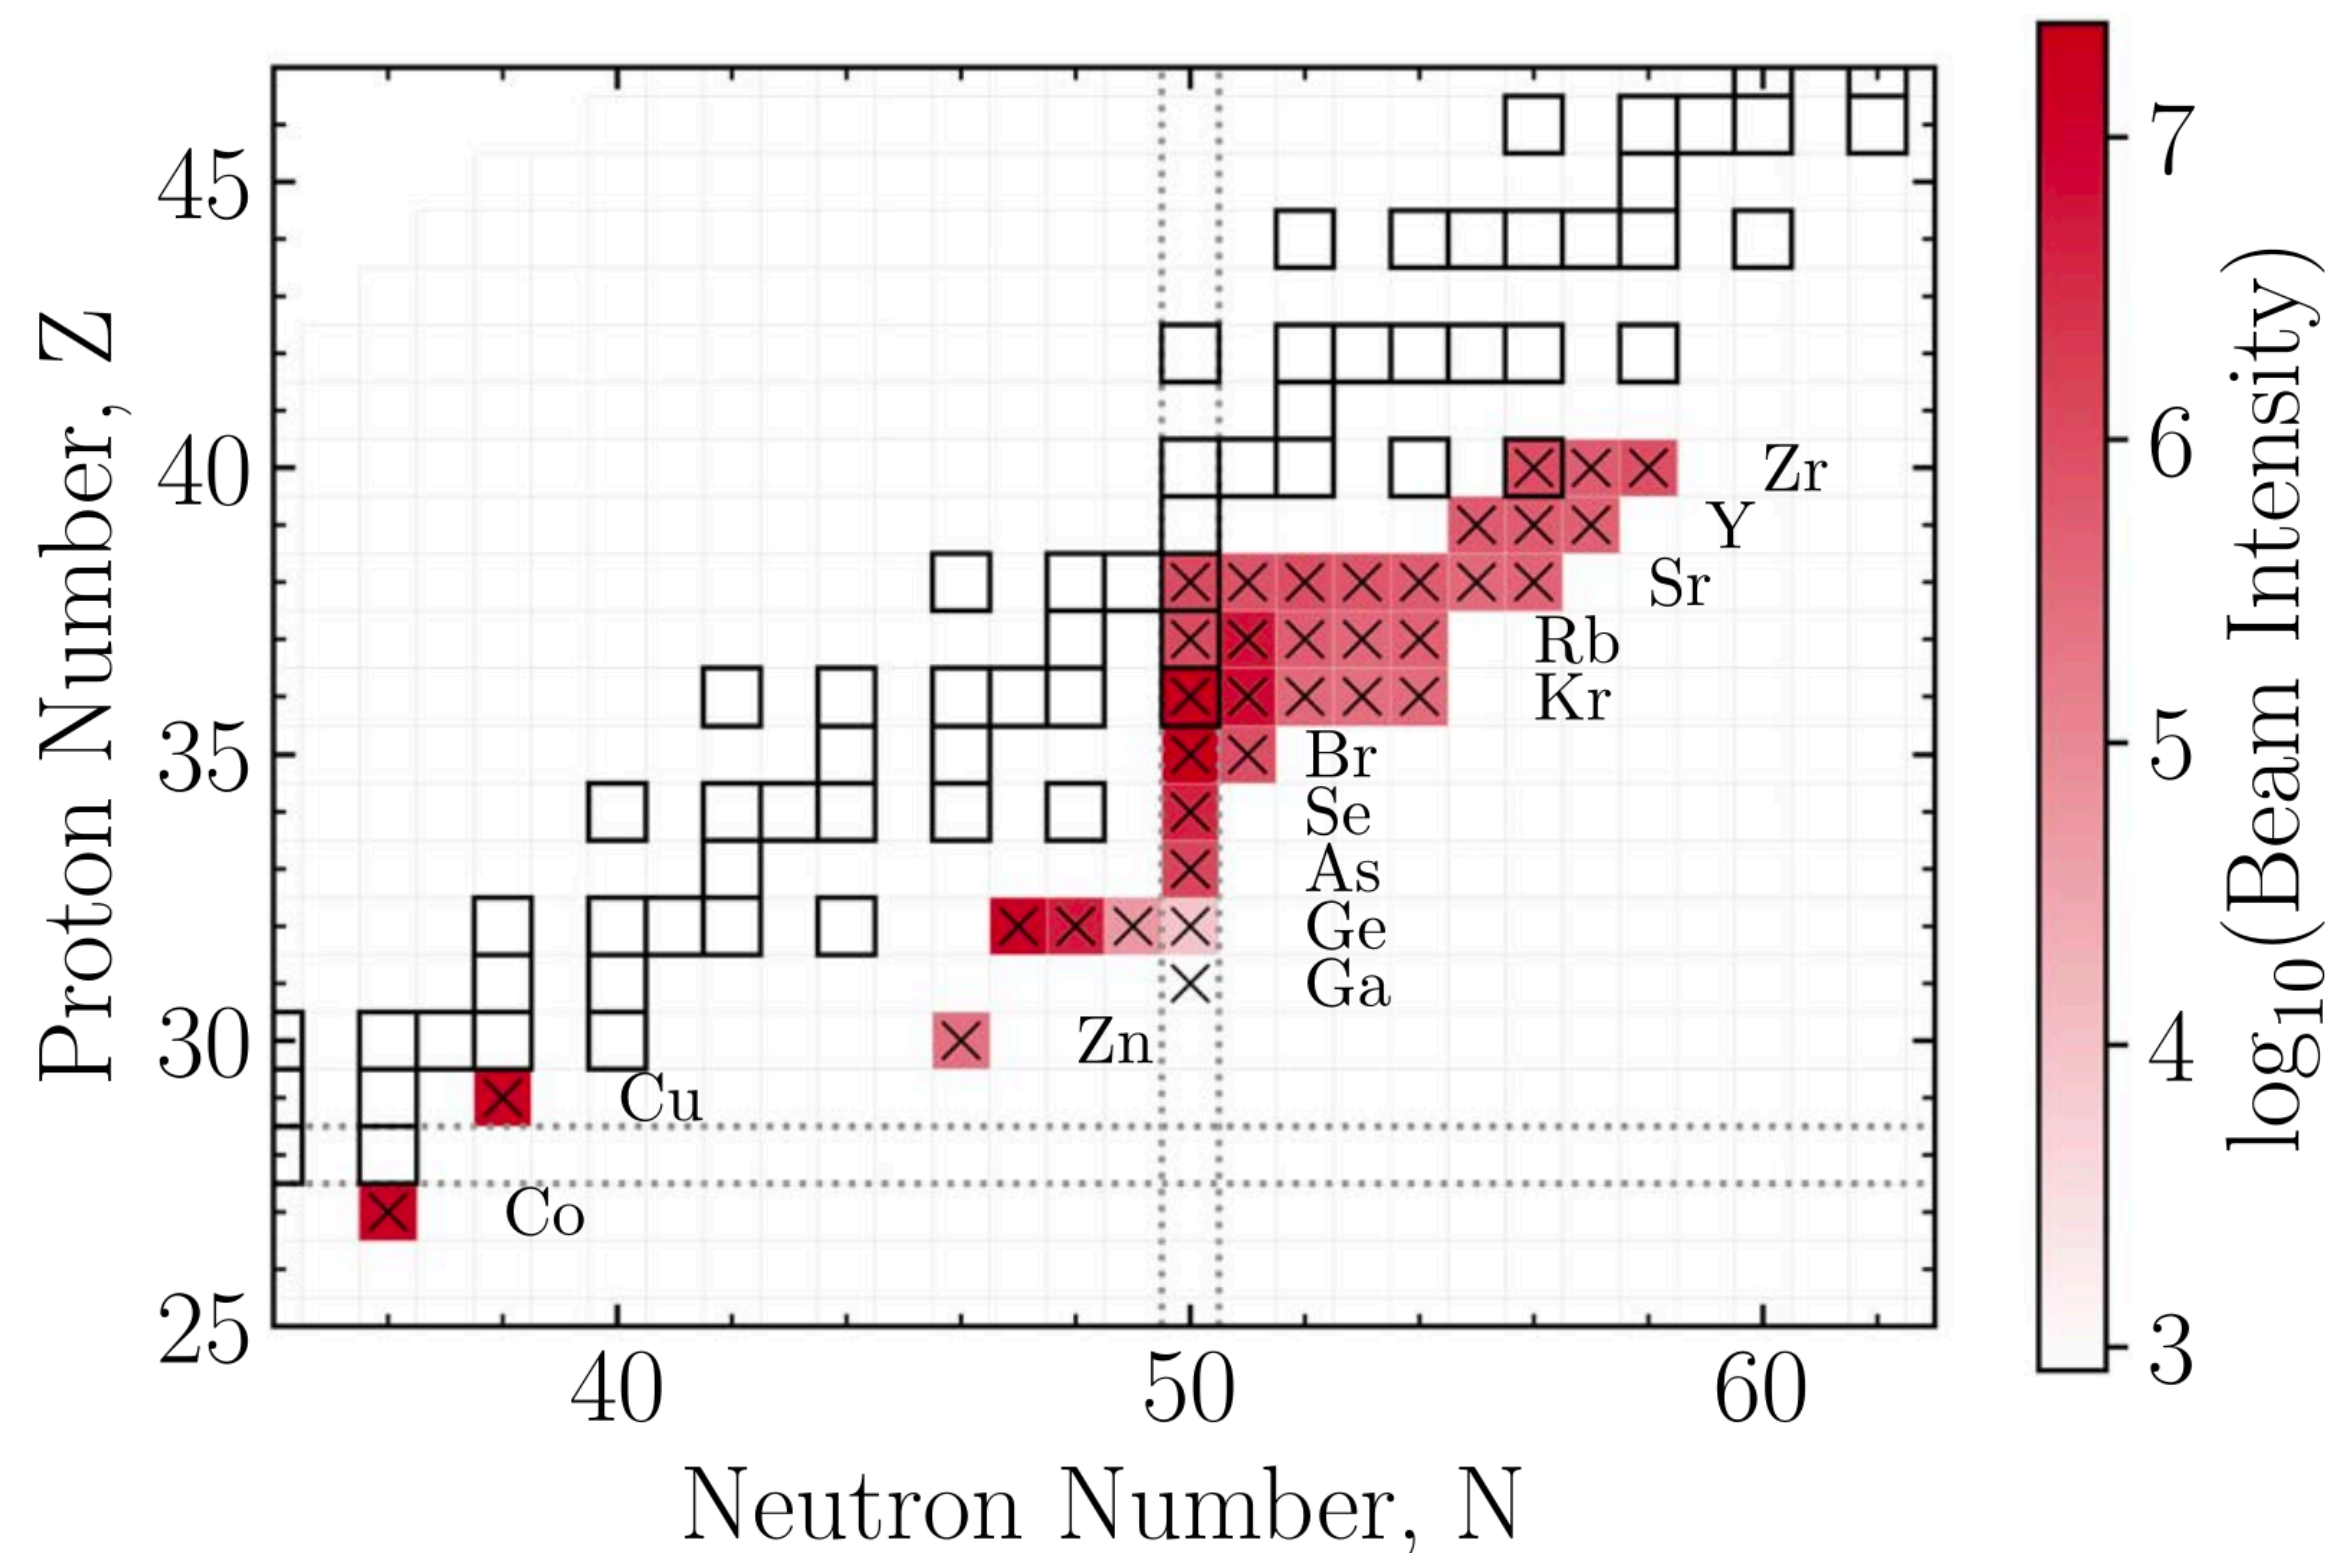 Proton Number, Z
45
40
35
30
25
Zr
Y
Sr
Rb
Kr
Br
Se
As
Ge
Ga
Zn
Cu
Co
40
50
60
Neutron Number, N
7
6
5
4
3
log₁₀(Beam Intensity)